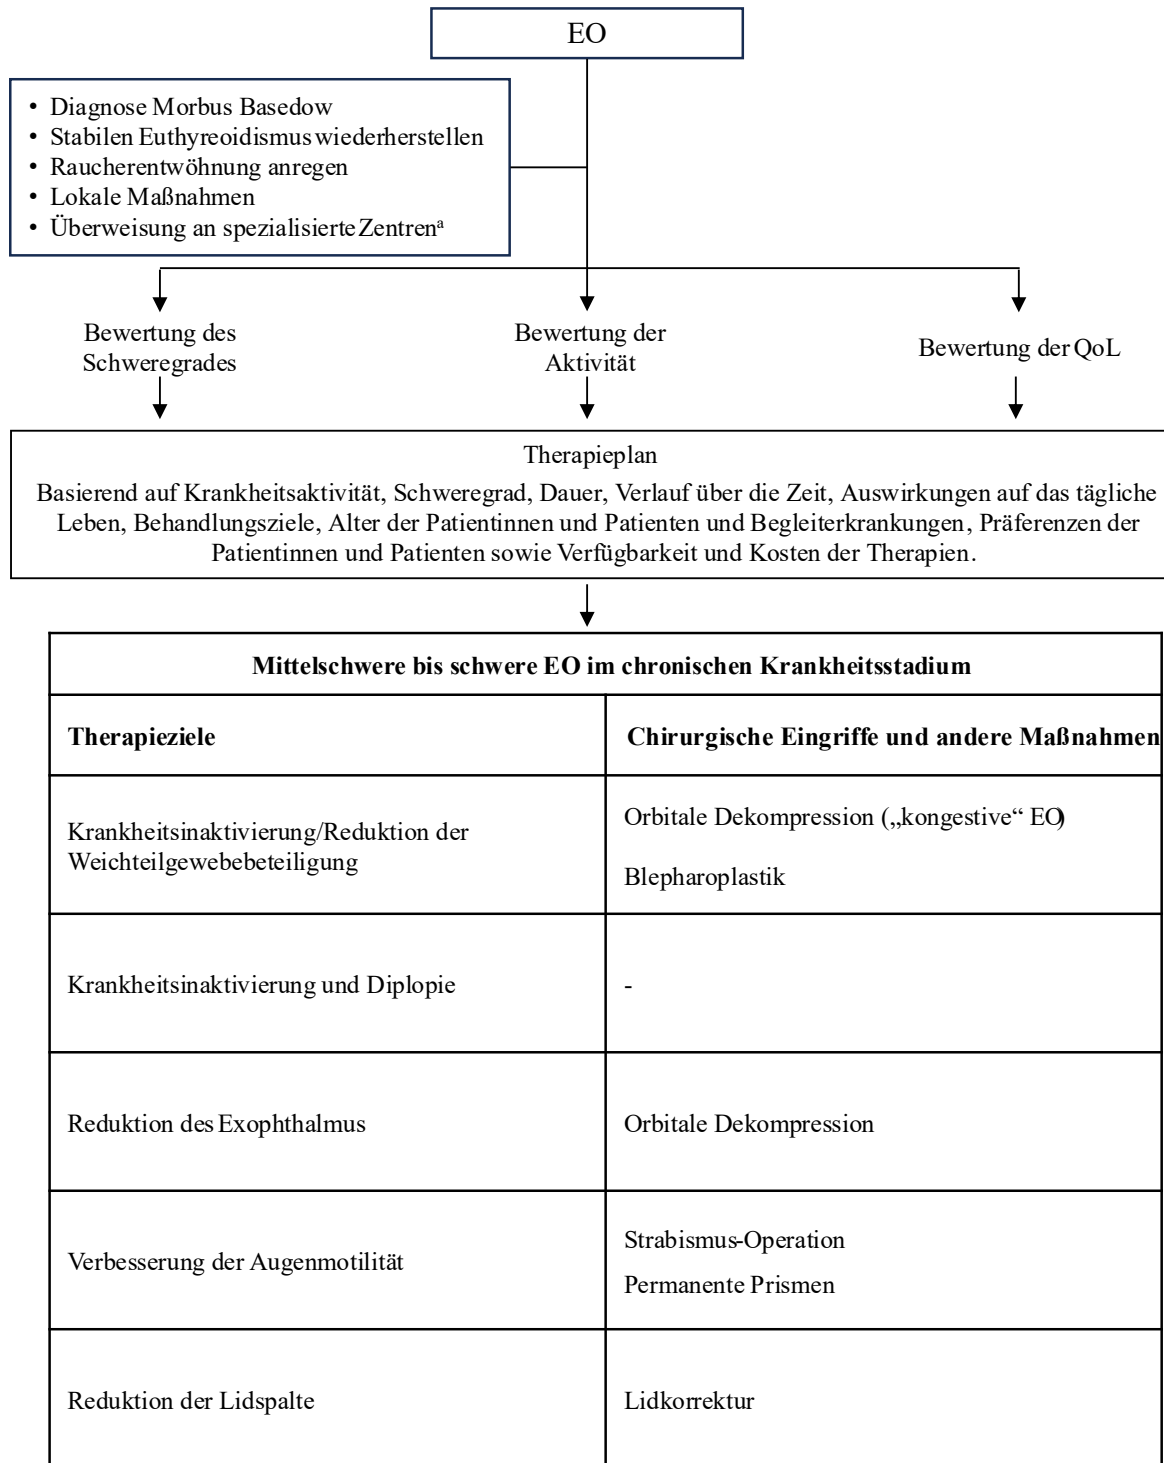 EO
• Diagnose Morbus Basedow
• Stabilen Euthyreoidismus wiederherstellen
• Raucherentwöhnung anregen
• Lokale Maßnahmen
• Überweisung an spezialisierte Zentrenᵃ
Bewertung des
Schweregrades
Bewertung der
Aktivität
Bewertung der QoL
Therapieplan
Basierend auf Krankheitsaktivität, Schweregrad, Dauer, Verlauf über die Zeit, Auswirkungen auf das tägliche
Leben, Behandlungsziele, Alter der Patientinnen und Patienten und Begleiterkrankungen, Präferenzen der
Patientinnen und Patienten sowie Verfügbarkeit und Kosten der Therapien.
Mittelschwere bis schwere EO im chronischen Krankheitsstadium
Therapieziele
Chirurgische Eingriffe und andere Maßnahmen
Krankheitsinaktivierung/Reduktion der
Weichteilgewebebeteiligung
Orbitale Dekompression („kongestive“ EO)
Blepharoplastik
Krankheitsinaktivierung und Diplopie
-
Reduktion des Exophthalmus
Orbitale Dekompression
Verbesserung der Augenmotilität
Strabismus-Operation
Permanente Prismen
Reduktion der Lidspalte
Lidkorrektur